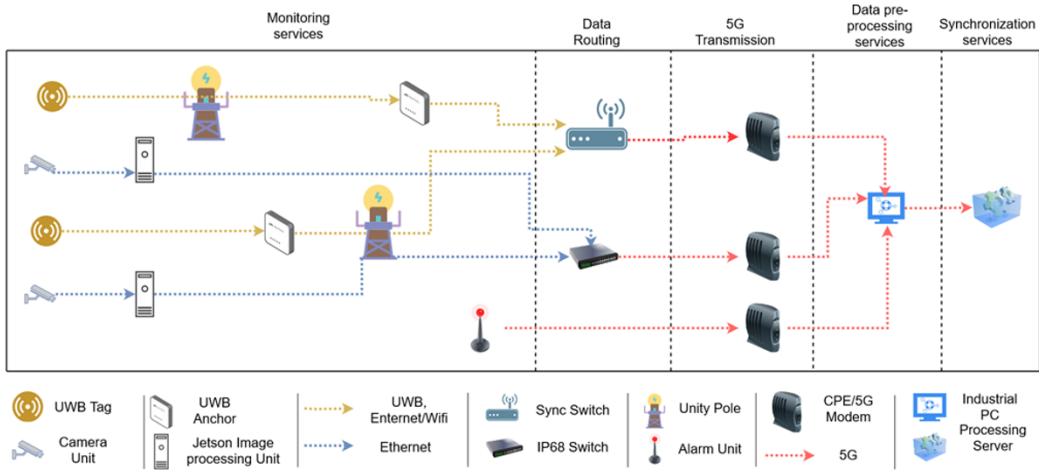 Monitoring
services
Data
Routing
5G
Transmission
Data pre-
processing
services
Synchronization
services
UWB Tag
UWB
Anchor
UWB,
Enternet/Wifi
Sync Switch
Unity Pole
CPE/5G
Modem
Industrial
PC
Camera
Unit
Jetson Image
processing Unit
Ethernet
IP68 Switch
Alarm Unit
5G
Processing
Server